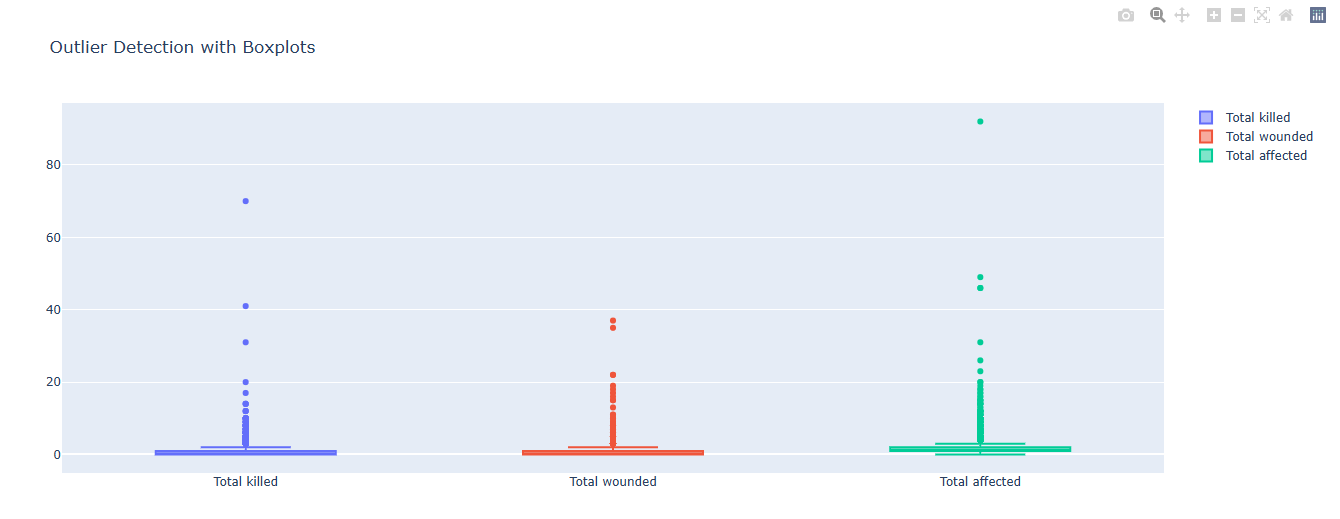 Outlier Detection with Boxplots
Total killed
Total wounded
Total affected
80
60
40
20
0
Total killed
Total wounded
Total affected